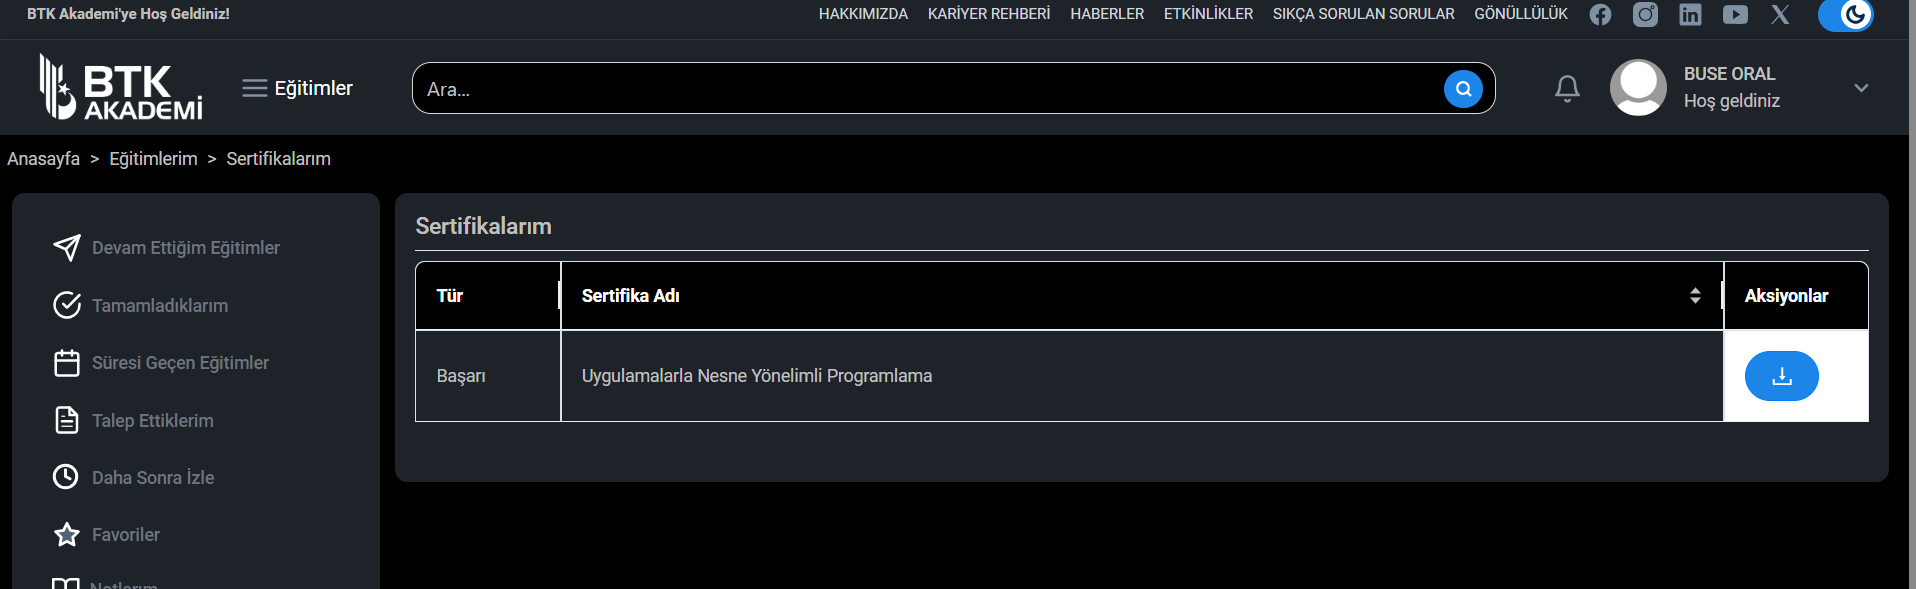 BTK Akademi'ye Hoş Geldiniz!
HAKKIMIZDA KARİYER REHBERİ HABERLER ETKİNLİKLER SIKÇA SORULAN SORULAR GÖNÜLLÜLÜK
BTK AKADEMİ
Eğitimler
Ara...
BUSE ORAL
Hoş geldiniz
Anasayfa > Eğitimlerim > Sertifikalarım
Devam Ettiğim Eğitimler
Tamamladıklarım
Süresi Geçen Eğitimler
Talep Ettiklerim
Daha Sonra İzle
Favoriler
Notlarım
Sertifikalarım
Tür Sertifika Adı Aksiyonlar
Başarı Uygulamalarla Nesne Yönelimli Programlama